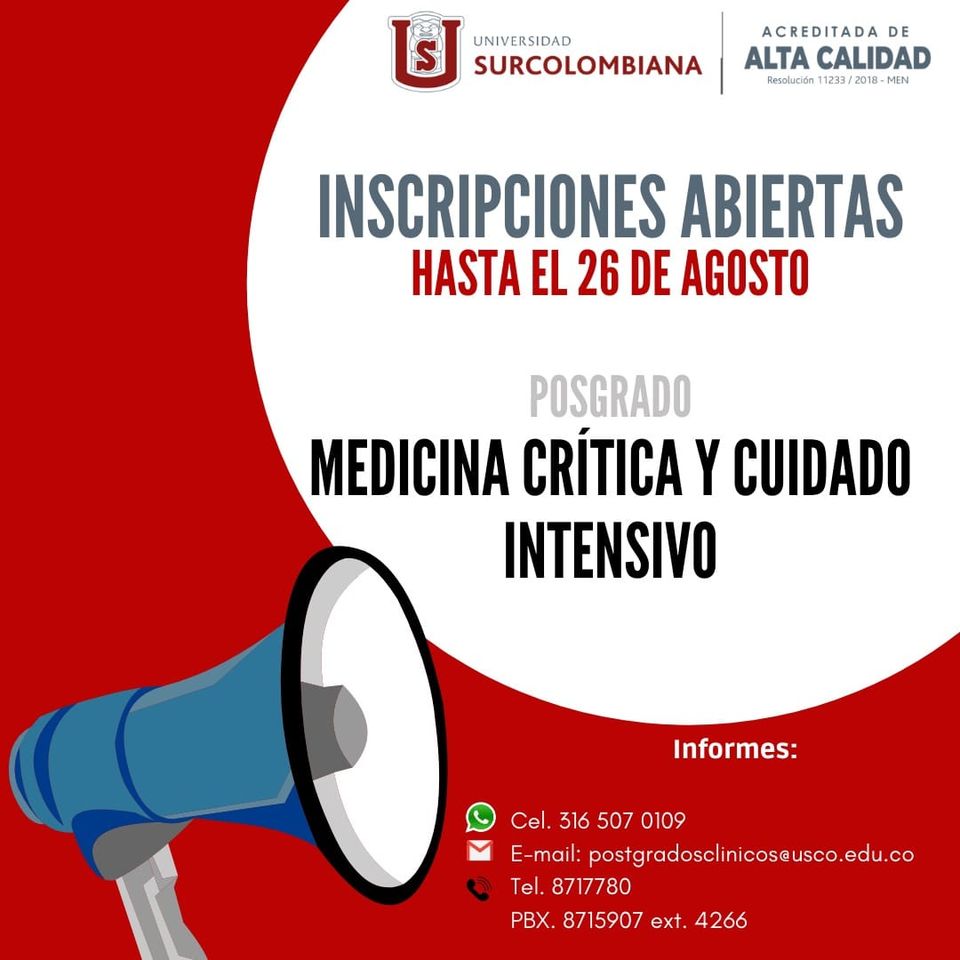 UNIVERSIDAD
SURCOLOMBIANA
ACREDITADA DE
ALTA CALIDAD
Resolución 11233 / 2018 - MEN
INSCRIPCIONES ABIERTAS
HASTA EL 26 DE AGOSTO
POSGRADO
MEDICINA CRÍTICA Y CUIDADO
INTENSIVO
Informes:
Cel. 316 507 0109
E-mail: postgradosclinicos@usco.edu.co
Tel. 8717780
PBX. 8715907 ext. 4266